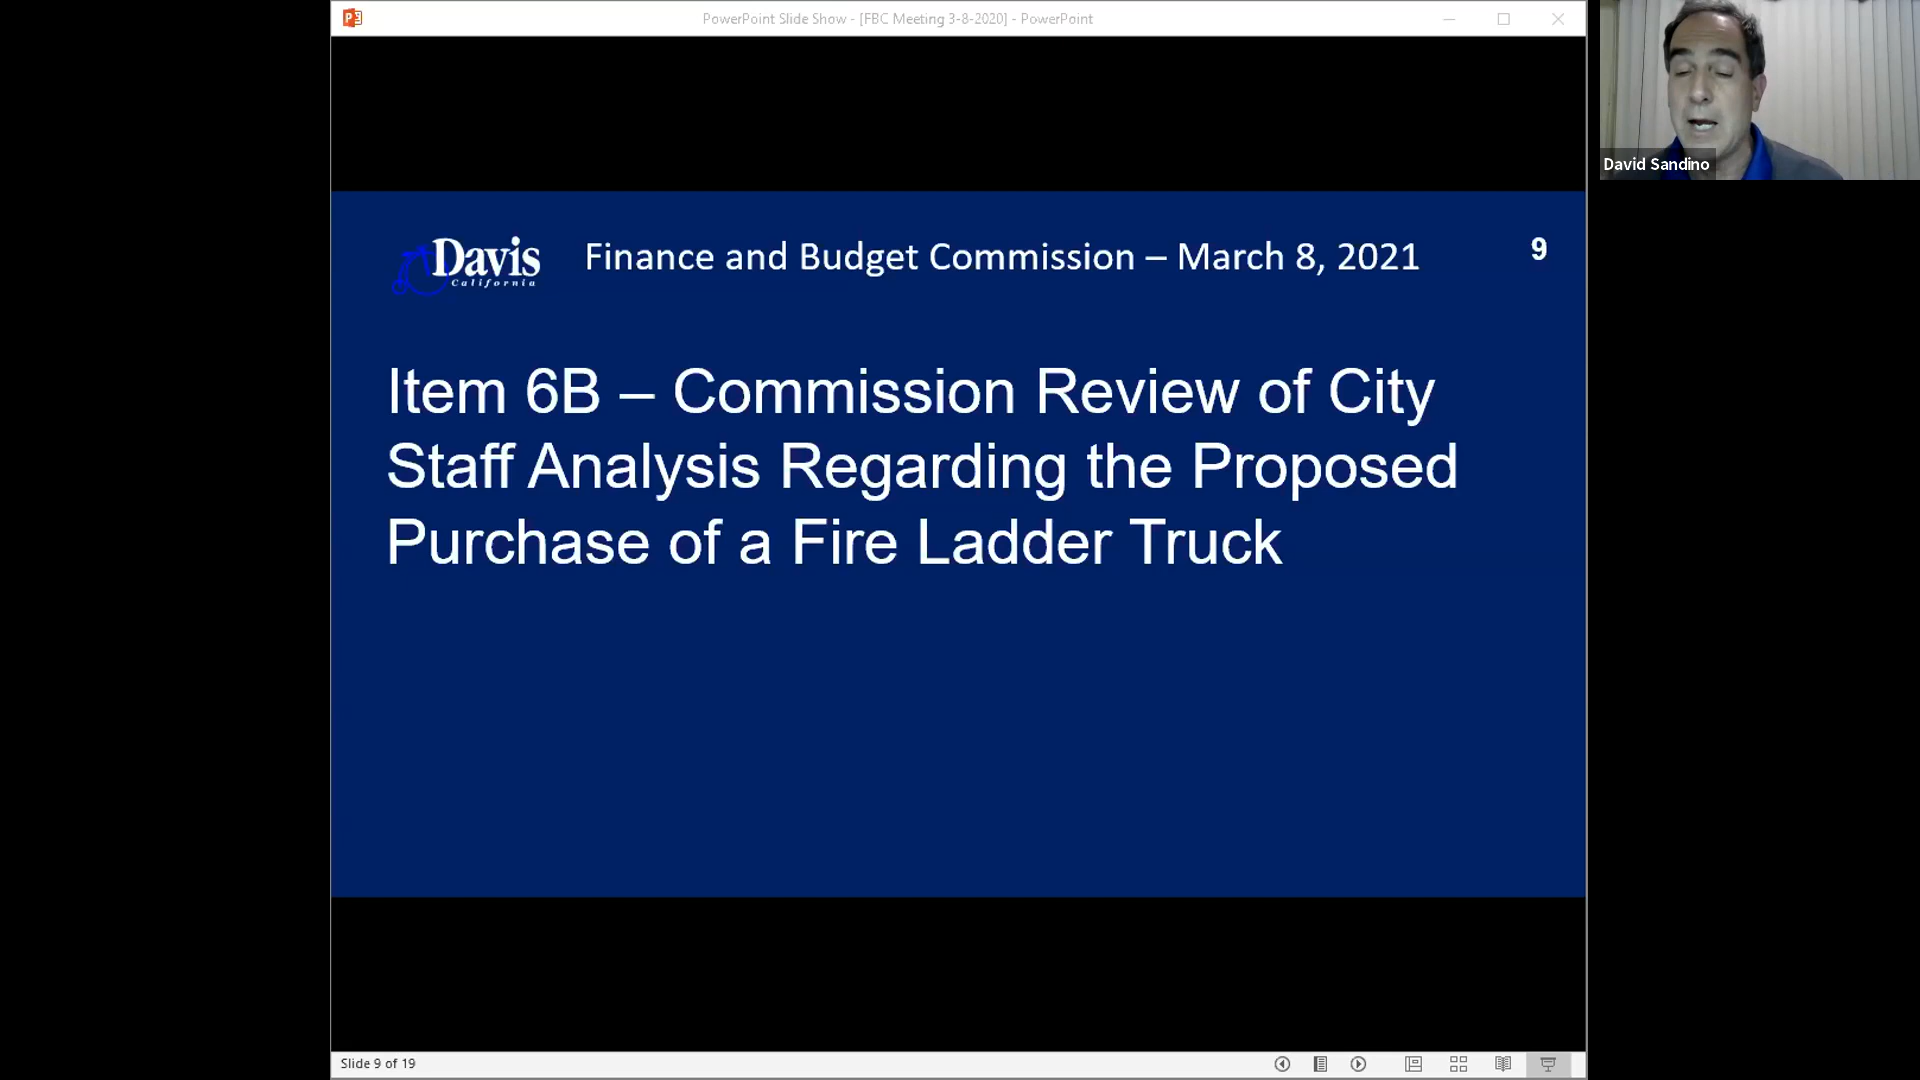 PowerPoint Slide Show - [FBC Meeting 3-8-2020] - PowerPoint
David Sandino
Davis
California
Finance and Budget Commission – March 8, 2021
9
Item 6B – Commission Review of City
Staff Analysis Regarding the Proposed
Purchase of a Fire Ladder Truck
Slide 9 of 19